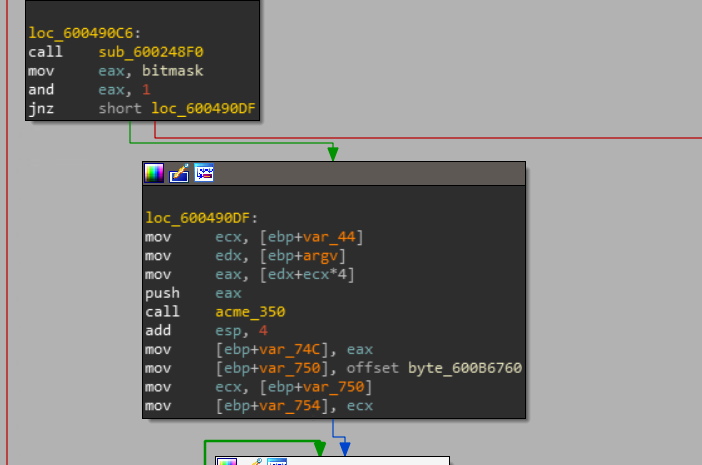 loc_600490C6:
call sub_600248F0
mov eax, bitmask
and eax, 1
jnz short loc_600490DF
loc_600490DF:
mov ecx, [ebp+var_44]
mov edx, [ebp+argv]
mov eax, [edx+ecx*4]
push eax
call acme_350
add esp, 4
mov [ebp+var_74C], eax
mov [ebp+var_750], offset byte_600B6760
mov ecx, [ebp+var_750]
mov [ebp+var_754], ecx